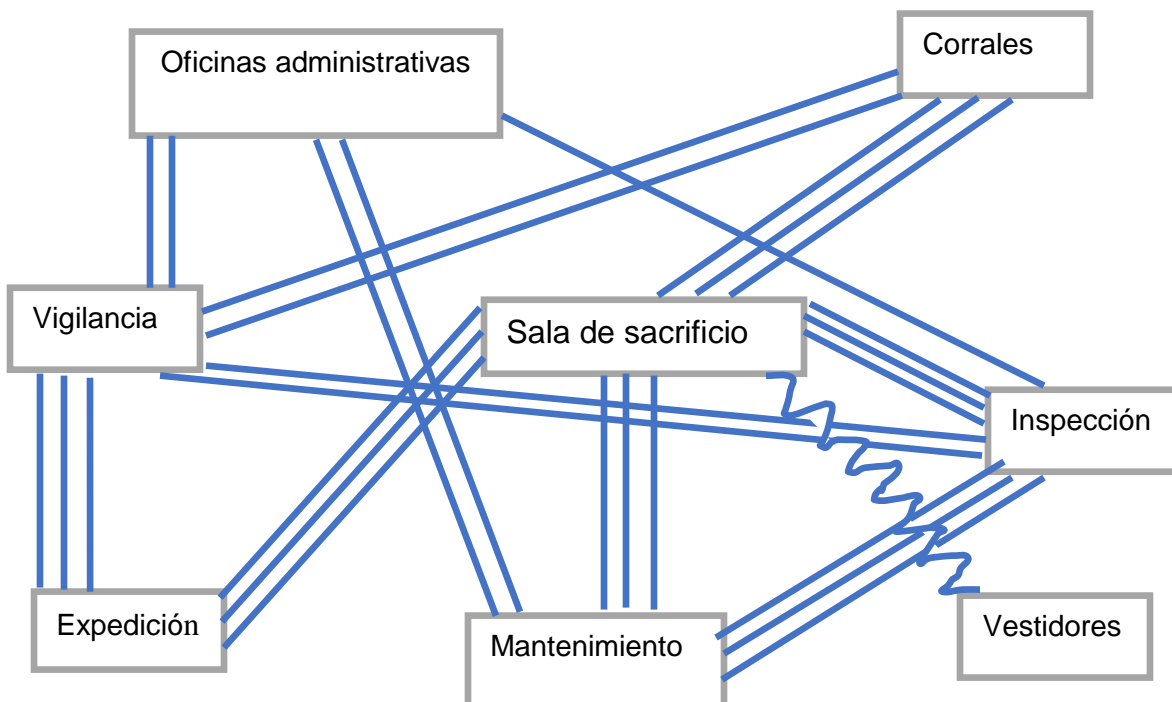 Oficinas administrativas
Corrales
Vigilancia
Sala de sacrificio
Inspección
Expedición
Mantenimiento
Vestidores